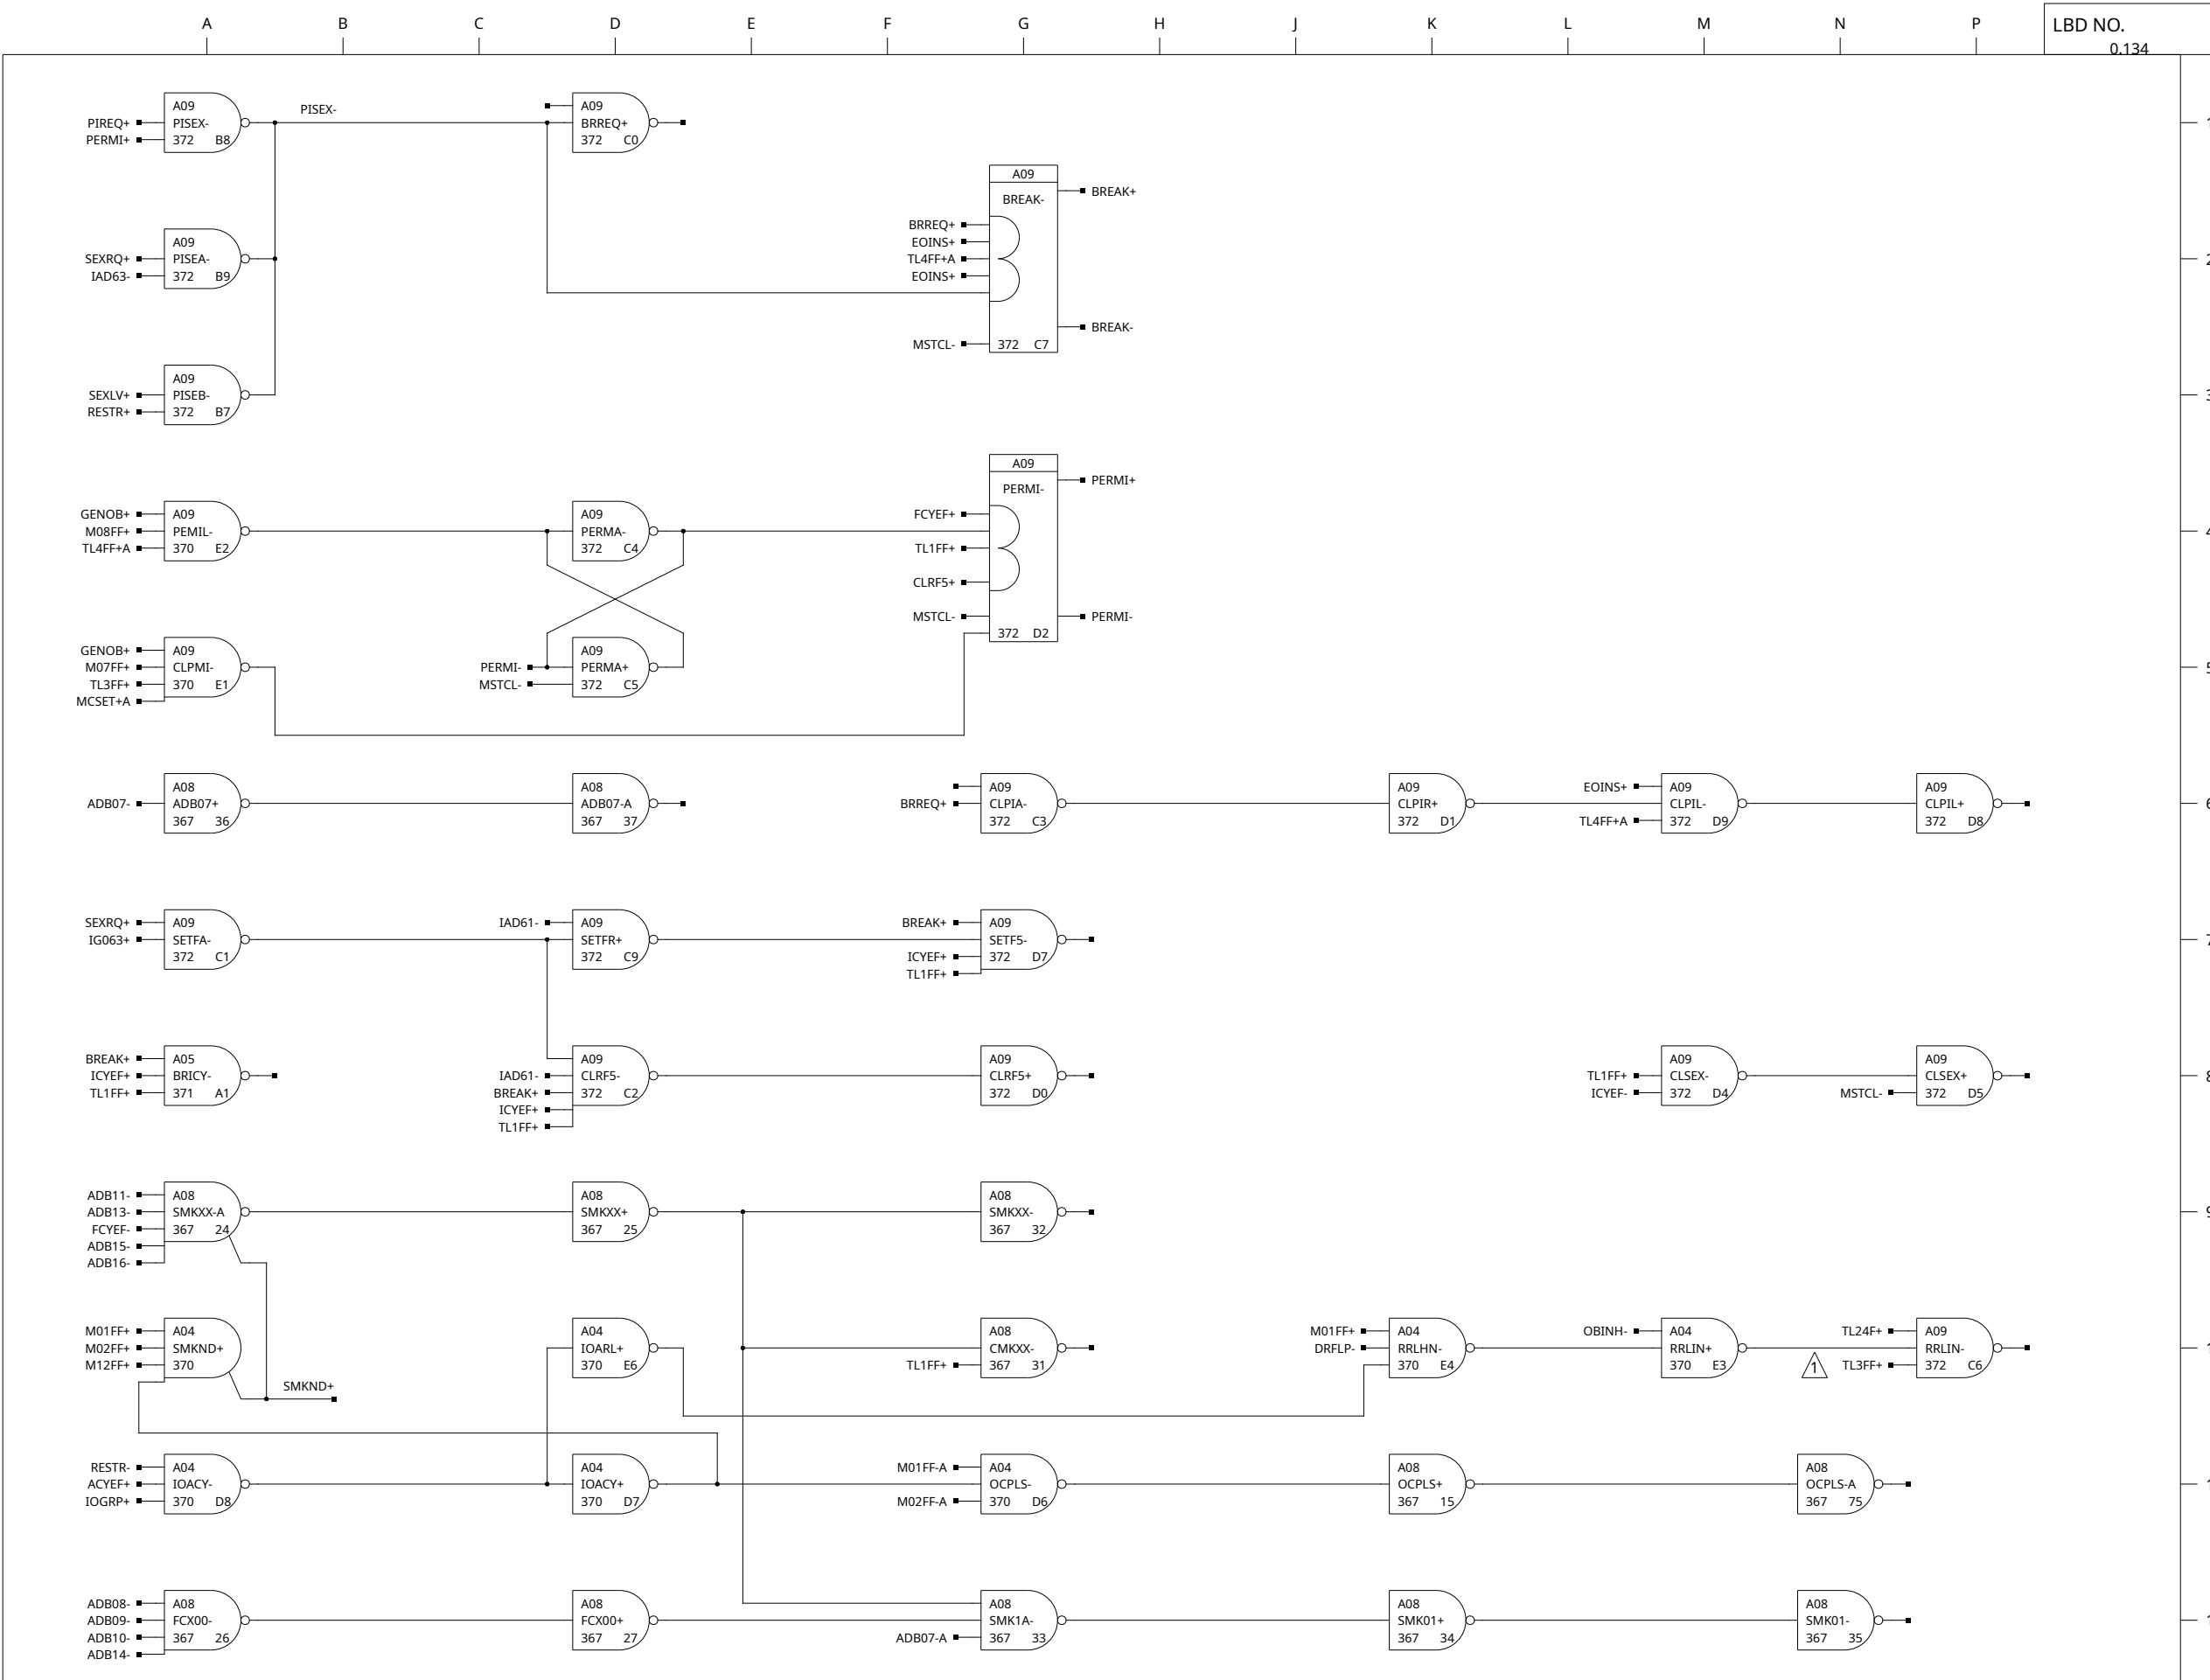 A B C D E F G H J K L M N P
LBD NO.
0.134
A09
PIREQ+ PISEX-
PERMI+ 372 B8
PISEX-
A09
BRREQ+
372 C0
1
A09
SEXRQ+ PISEA-
IAD63- 372 B9
A09
BREAK-
BREAK+
BRREQ+
EOINS+
TL4FF+A
EOINS+
BREAK-
MSTCL- 372 C7
A09
SEXLV+ PISEB-
RESTR+ 372 B7
GENOB+ A09
M08FF+ PEMIL-
TL4FF+A 370 E2
A09
PERMA-
372 C4
A09
PERMI-
PERMI+
FCYEF+
TL1FF+
CLRF5+
MSTCL-
PERMI-
372 D2
4
GENOB+ A09
M07FF+ CLPMI-
TL3FF+ 370 E1
MCSET+A
A09
PERMI- PERMA+
MSTCL- 372 C5
A08
ADB07- ADB07+
367 36
A08
ADB07-A
367 37
A09
BRREQ+ CLPIA-
372 C3
A09
CLPIR+
372 D1
EOINS+ A09
CLPIL-
TL4FF+A 372 D9
A09
CLPIL+
372 D8
SEXRQ+ A09
IG063+ SETFA-
372 C1
IAD61- A09
SETFR+
372 C9
BREAK+ A09
SETF5-
ICYEF+ 372 D7
TL1FF+
7
BREAK+ A05
ICYEF+ BRICY-
TL1FF+ 371 A1
A09
IAD61- CLRF5-
BREAK+ 372 C2
ICYEF+
TL1FF+
A09
CLRF5+
372 D0
A09
TL1FF+ CLSEX-
ICYEF- 372 D4
A09
CLSEX+
MSTCL- 372 D5
ADB11- A08
ADB13- SMKXX-A
FCYEF- 367 24
ADB15-
ADB16-
A08
SMKXX+
367 25
A08
SMKXX-
367 32
M01FF+ A04
M02FF+ SMKND+
M12FF+ 370
SMKND+
A04
IOARL+
370 E6
A08
CMKXX-
TL1FF+ 367 31
M01FF+ A04
DRFLP- RRLHN-
370 E4
OBINH- A04
RRLIN+
370 E3
1
TL24F+ A09
RRLIN-
TL3FF+ 372 C6
1
RESTR- A04
ACYEF+ IOACY-
IOGRP+ 370 D8
A04
IOACY+
370 D7
M01FF-A A04
OCPLS-
M02FF-A 370 D6
A08
OCPLS+
367 15
A08
OCPLS-A
367 75
1
ADB08- A08
ADB09- FCX00-
ADB10- 367 26
ADB14-
A08
FCX00+
367 27
A08
SMK1A-
ADB07-A 367 33
A08
SMK01+
367 34
A08
SMK01-
367 35
1